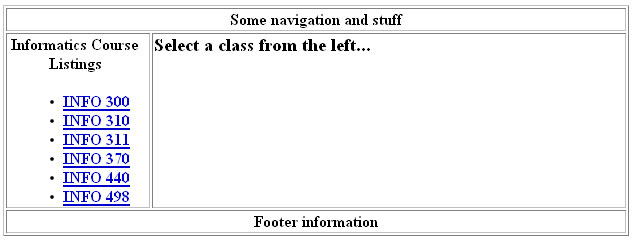 Some navigation and stuff
Informatics Course
Listings
Select a class from the left...
• INFO 300
• INFO 310
• INFO 311
• INFO 370
• INFO 440
• INFO 498
Footer information